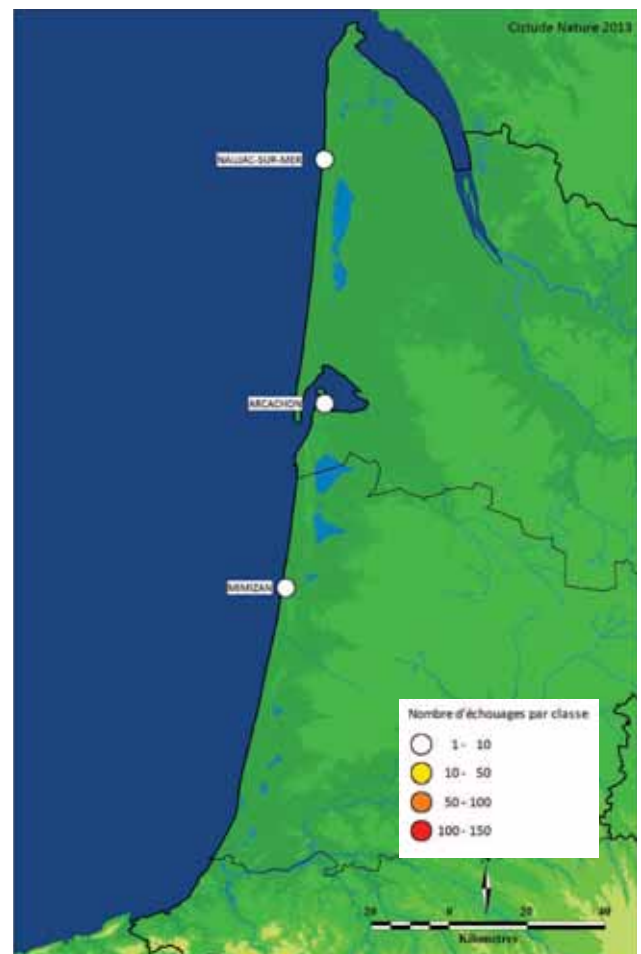 Cistude Nature 2013
NAUJAC-SUR-MER
ARCACHON
MIMIZAN
Nombre d'échouages par classe
1 - 10
10 - 50
50 - 100
100 - 150
20 0 20 40
Kilomètres